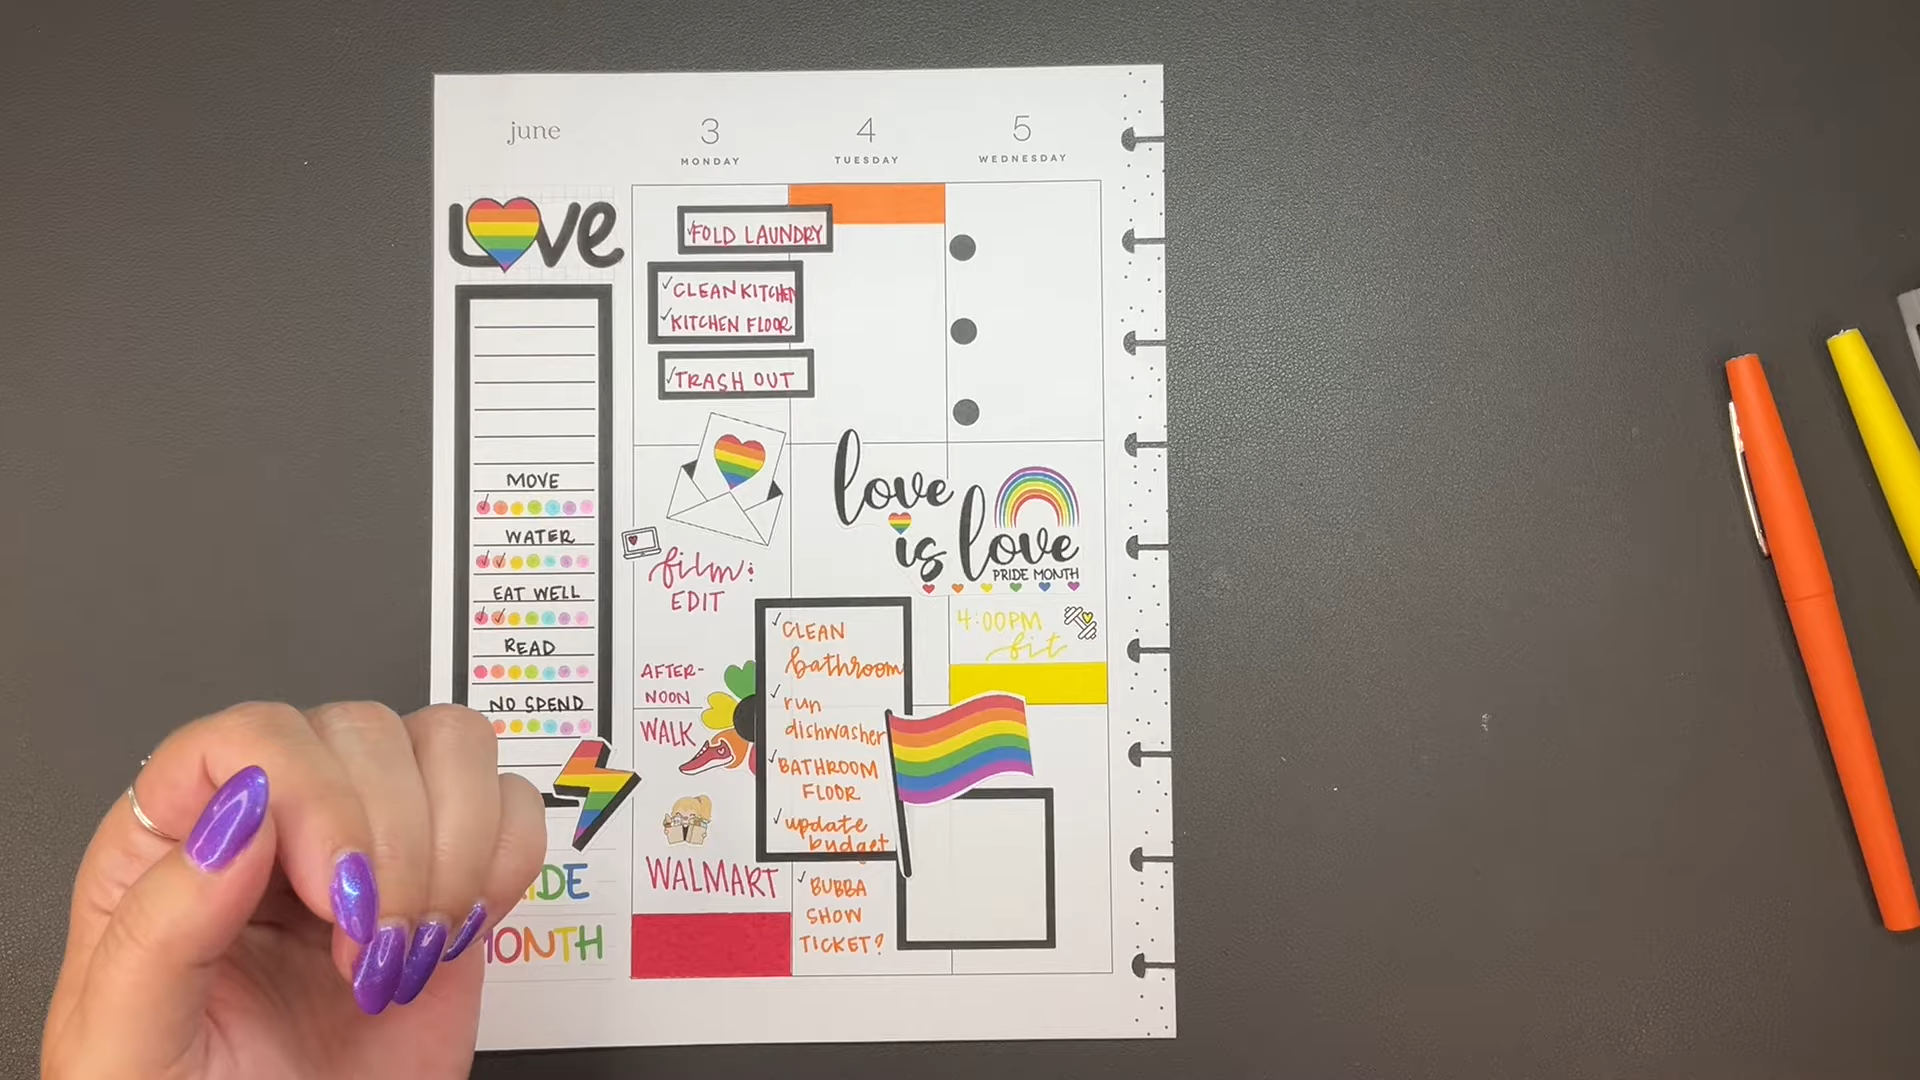 june
3
MONDAY
4
TUESDAY
5
WEDNESDAY
LOVE
MOVE
WATER
EAT WELL
READ
NO SPEND
MONTH
FOLD LAUNDRY
CLEAN KITCHEN
KITCHEN FLOOR
TRASH OUT
film:
EDIT
AFTER-
NOON
WALK
WALMART
love
is love
PRIDE MONTH
CLEAN
bathroom
run
dishwasher
BATHROOM
FLOOR
update
budget
BUBBA
SHOW
TICKET?
4:00PM
fit